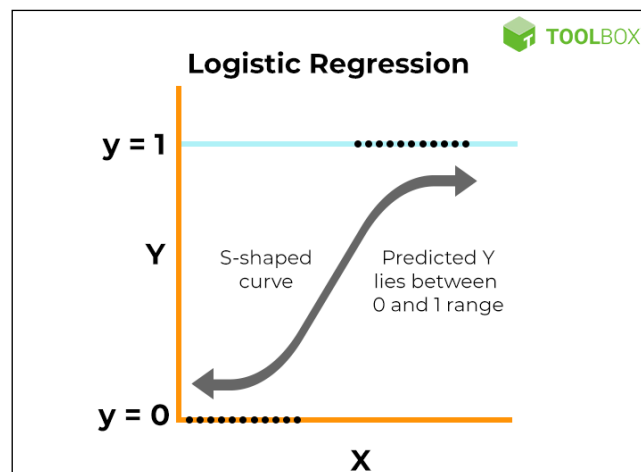 TOOLBOX
Logistic Regression
y = 1
Y
S-shaped
curve
Predicted Y
lies between
0 and 1 range
y = 0
X